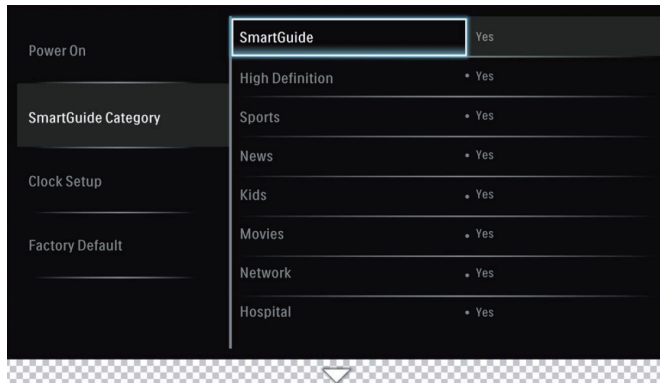 Power On
SmartGuide Category
Clock Setup
Factory Default
SmartGuide Yes
High Definition • Yes
Sports • Yes
News • Yes
Kids • Yes
Movies • Yes
Network • Yes
Hospital • Yes